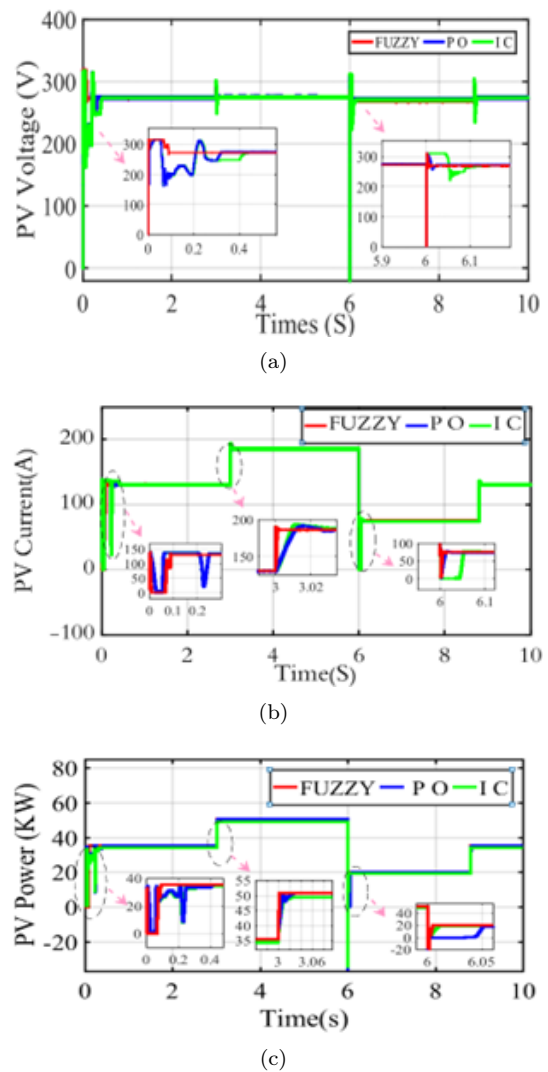 PV Voltage (V)
400
300
200
100
0
FUZZY P O I C
300
200
100
0
0 0.2 0.4
300
200
100
0
5.9 6 6.1
0 2 4 6 8 10
Times (S)
(a)
PV Current(A)
200
100
0
-100
FUZZY P O I C
150
100
50
0
0 0.1 0.2
200
150
3 3.02
100
50
0
6 6.1
0 2 4 6 8 10
Time(S)
(b)
PV Power (KW)
80
60
40
20
0
-20
FUZZY P O I C
40
20
0
0 0.2 0.4
55
50
45
40
35
3 3.06
40
20
0
-20
6 6.05
0 2 4 6 8 10
Time(s)
(c)